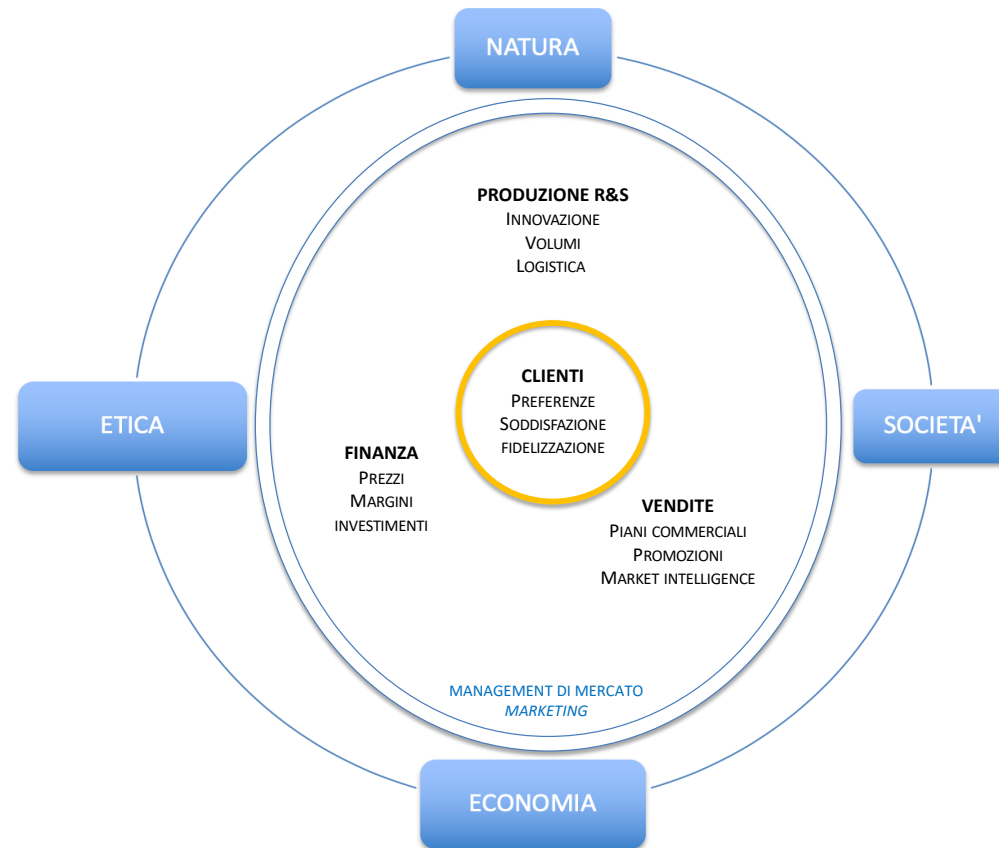 NATURA
PRODUZIONE R&S
INNOVAZIONE
VOLUMI
LOGISTICA
CLIENTI
PREFERENZE
SODDISFAZIONE
FIDELIZZAZIONE
ETICA
SOCIETA'
FINANZA
PREZZI
MARGINI
INVESTIMENTI
VENDITE
PIANI COMMERCIALI
PROMOZIONI
MARKET INTELLIGENCE
MANAGEMENT DI MERCATO
MARKETING
ECONOMIA